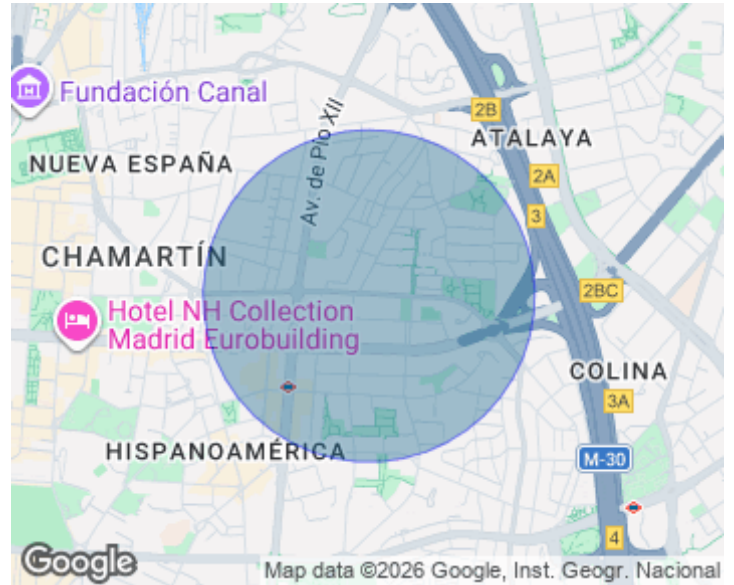 Fundación Canal
Av. de Pío XII
2B
ATALAYA
NUEVA ESPAÑA
2A
3
CHAMARTÍN
2BC
Hotel NH Collection
Madrid Eurobuilding
COLINA
3A
HISPANOAMÉRICA
M-30
4
Google
Map data ©2026 Google, Inst. Geogr. Nacional